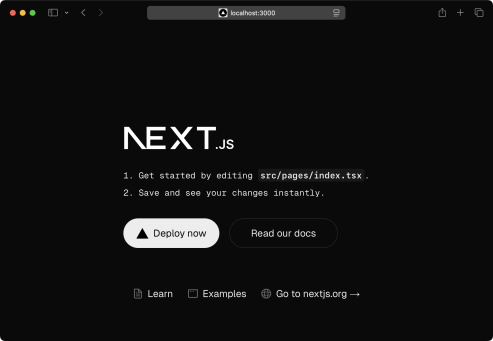 localhost:3000
NEXT.JS
1. Get started by editing src/pages/index.tsx.
2. Save and see your changes instantly.
Deploy now
Read our docs
Learn
Examples
Go to nextjs.org →